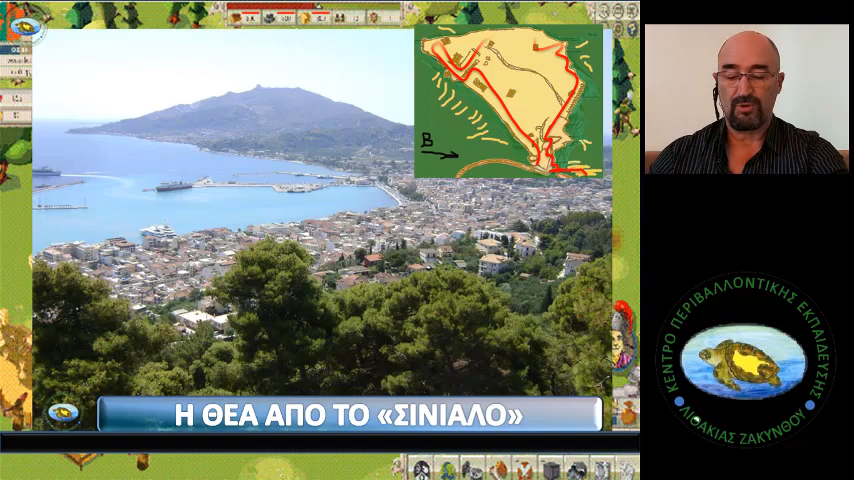 Β
Η ΘΕΑ ΑΠΟ ΤΟ «ΣΙΝΙΑΛΟ»
ΚΕΝΤΡΟ ΠΕΡΙΒΑΛΛΟΝΤΙΚΗΣ ΕΚΠΑΙΔΕΥΣΗΣ
ΛΙΘΑΚΙΑΣ ΖΑΚΥΝΘΟΥ